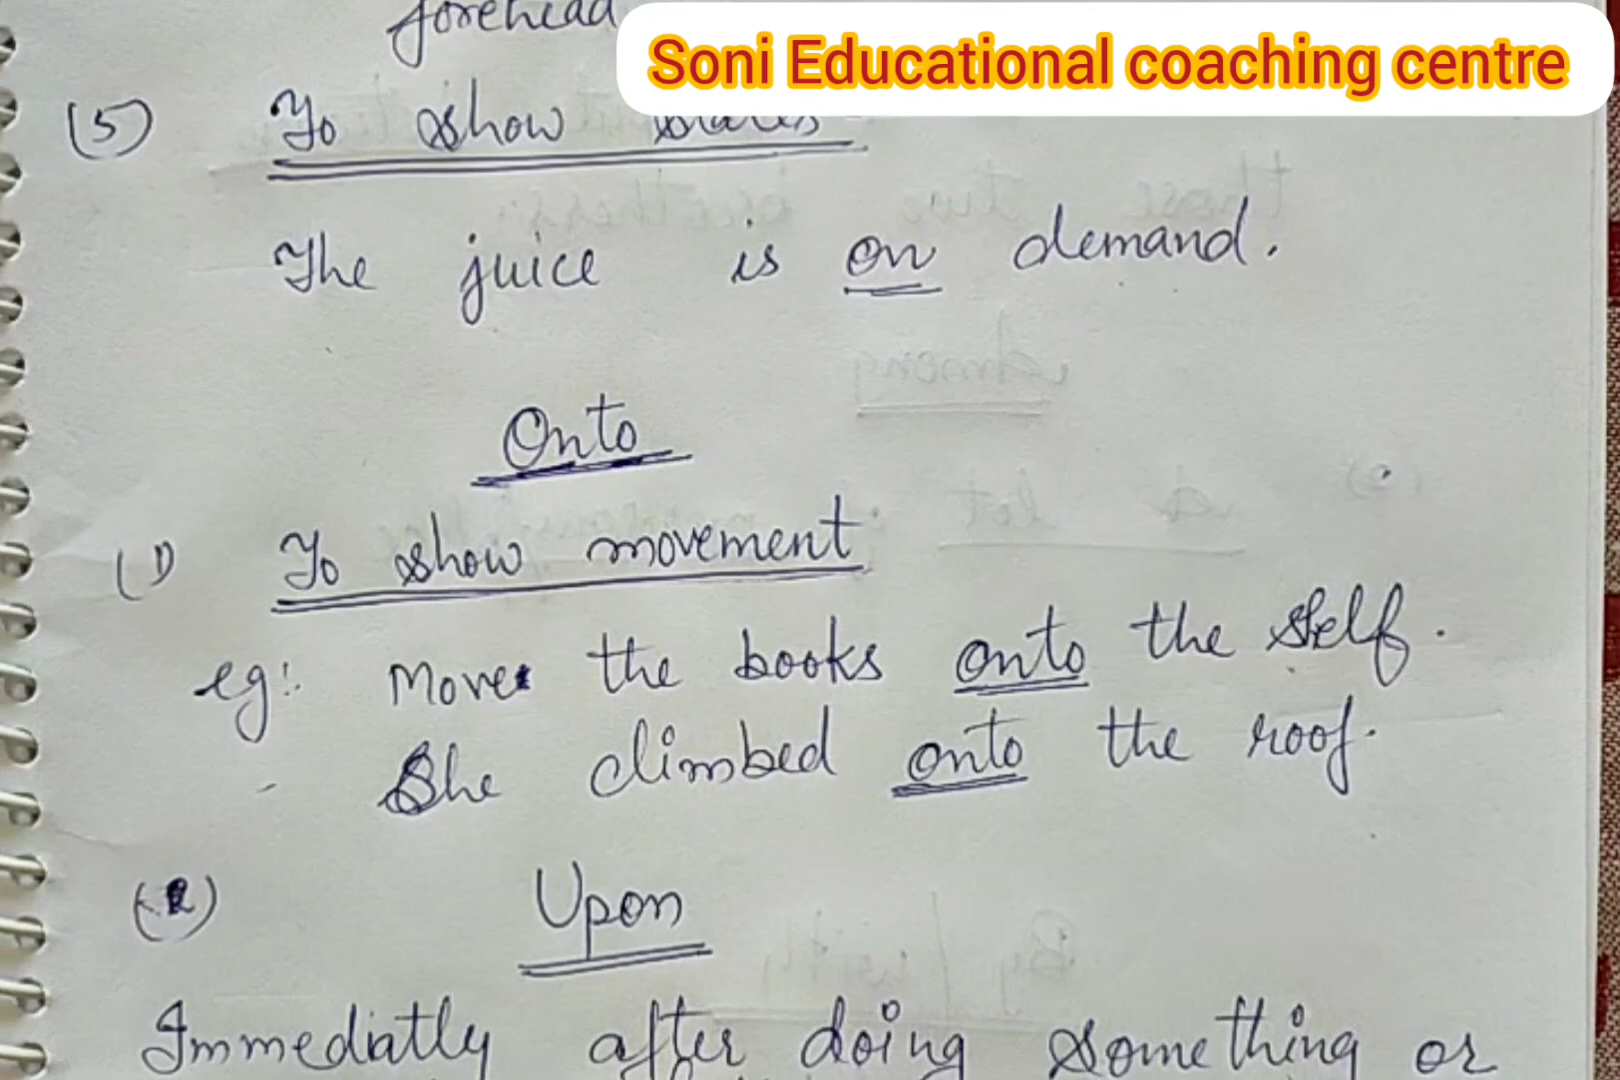 forehead
Soni Educational coaching centre
(5) To show states
The juice is on demand.
Onto
(1) To show movement
eg:. Move the books onto the shelf.
She climbed onto the roof.
(2) Upon
Immediatly after doing something or